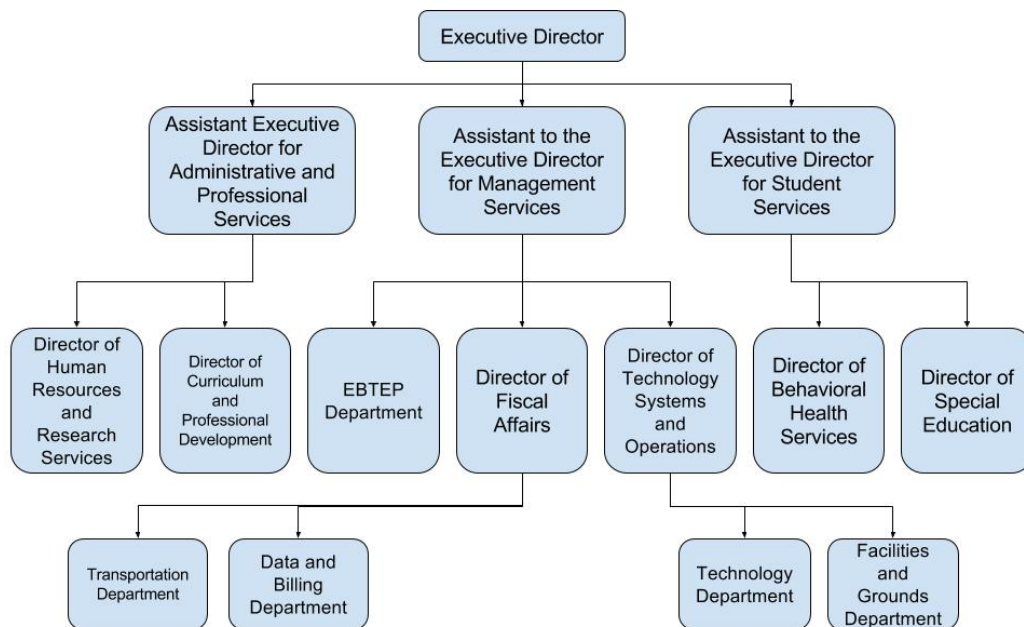 Executive Director
Assistant Executive
Director for
Administrative and
Professional
Services
Assistant to the
Executive Director
for Management
Services
Assistant to the
Executive Director
for Student
Services
Director of
Human
Resources
and
Research
Services
Director of
Curriculum
and
Professional
Development
EBTEP
Department
Director of
Fiscal
Affairs
Director of
Technology
Systems
and
Operations
Director of
Behavioral
Health
Services
Director of
Special
Education
Transportation
Department
Data and
Billing
Department
Technology
Department
Facilities
and
Grounds
Department